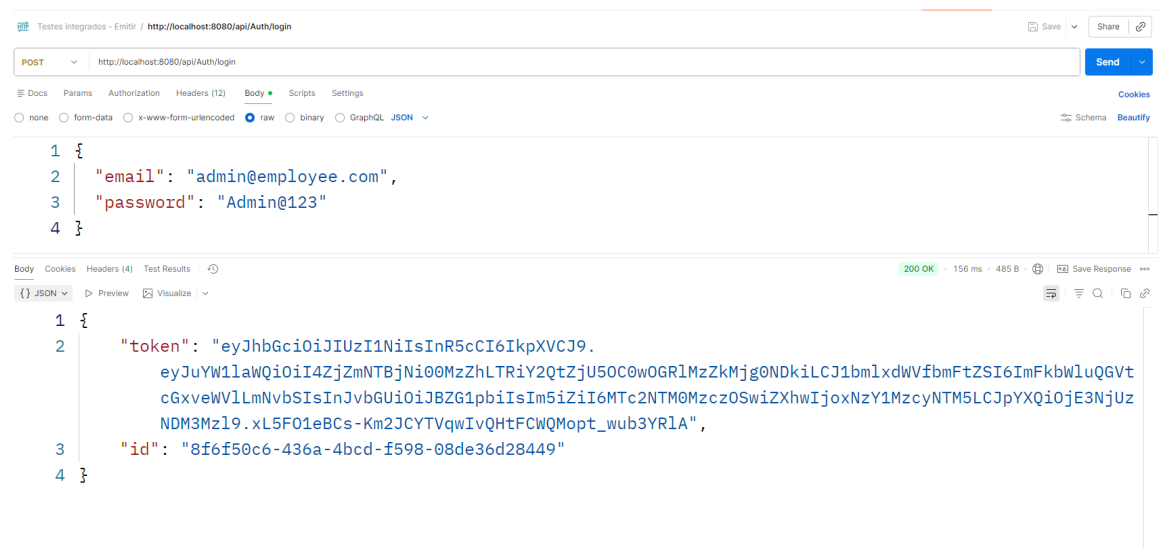 Testes integrados - Emitir / http://localhost:8080/api/Auth/login
Save
Share
POST
http://localhost:8080/api/Auth/login
Send
Docs Params Authorization Headers (12) Body Scripts Settings
Cookies
none form-data x-www-form-urlencoded raw binary GraphQL JSON
Schema Beautify
1 {
2 "email": "admin@employee.com",
3 "password": "Admin@123"
4 }
Body Cookies Headers (4) Test Results
200 OK • 156 ms • 485 B
Save Response
{} JSON Preview Visualize
1 {
2 "token": "eyJhbGciOiJIUzI1NiIsInR5cCI6IkpXVCJ9.
eyJuYW1laWQiOiI4ZjZmNTBjNi00MzZhLTRiY2QtZjU5OC0wOGRlMzZkMjg0NDkiLCJ1bmlxdWVfbmFtZSI6ImFkbWluQGVt
cGxveWVlLmNvbSIsInJvbGUiOiJBZG1pbiIsIm5iZiI6MTc2NTM0MzczOSwiZXhwIjoxNzY1MzcyNTM5LCJpYXQiOjE3NjUz
NDM3Mzl9.xL5FO1eBCs-Km2JCYTVqwIvQHtFCWQMopt_wub3YRlA",
3 "id": "8f6f50c6-436a-4bcd-f598-08de36d28449"
4 }